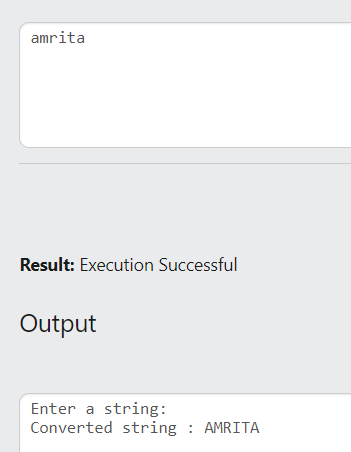 amrita
Result: Execution Successful
Output
Enter a string:
Converted string : AMRITA